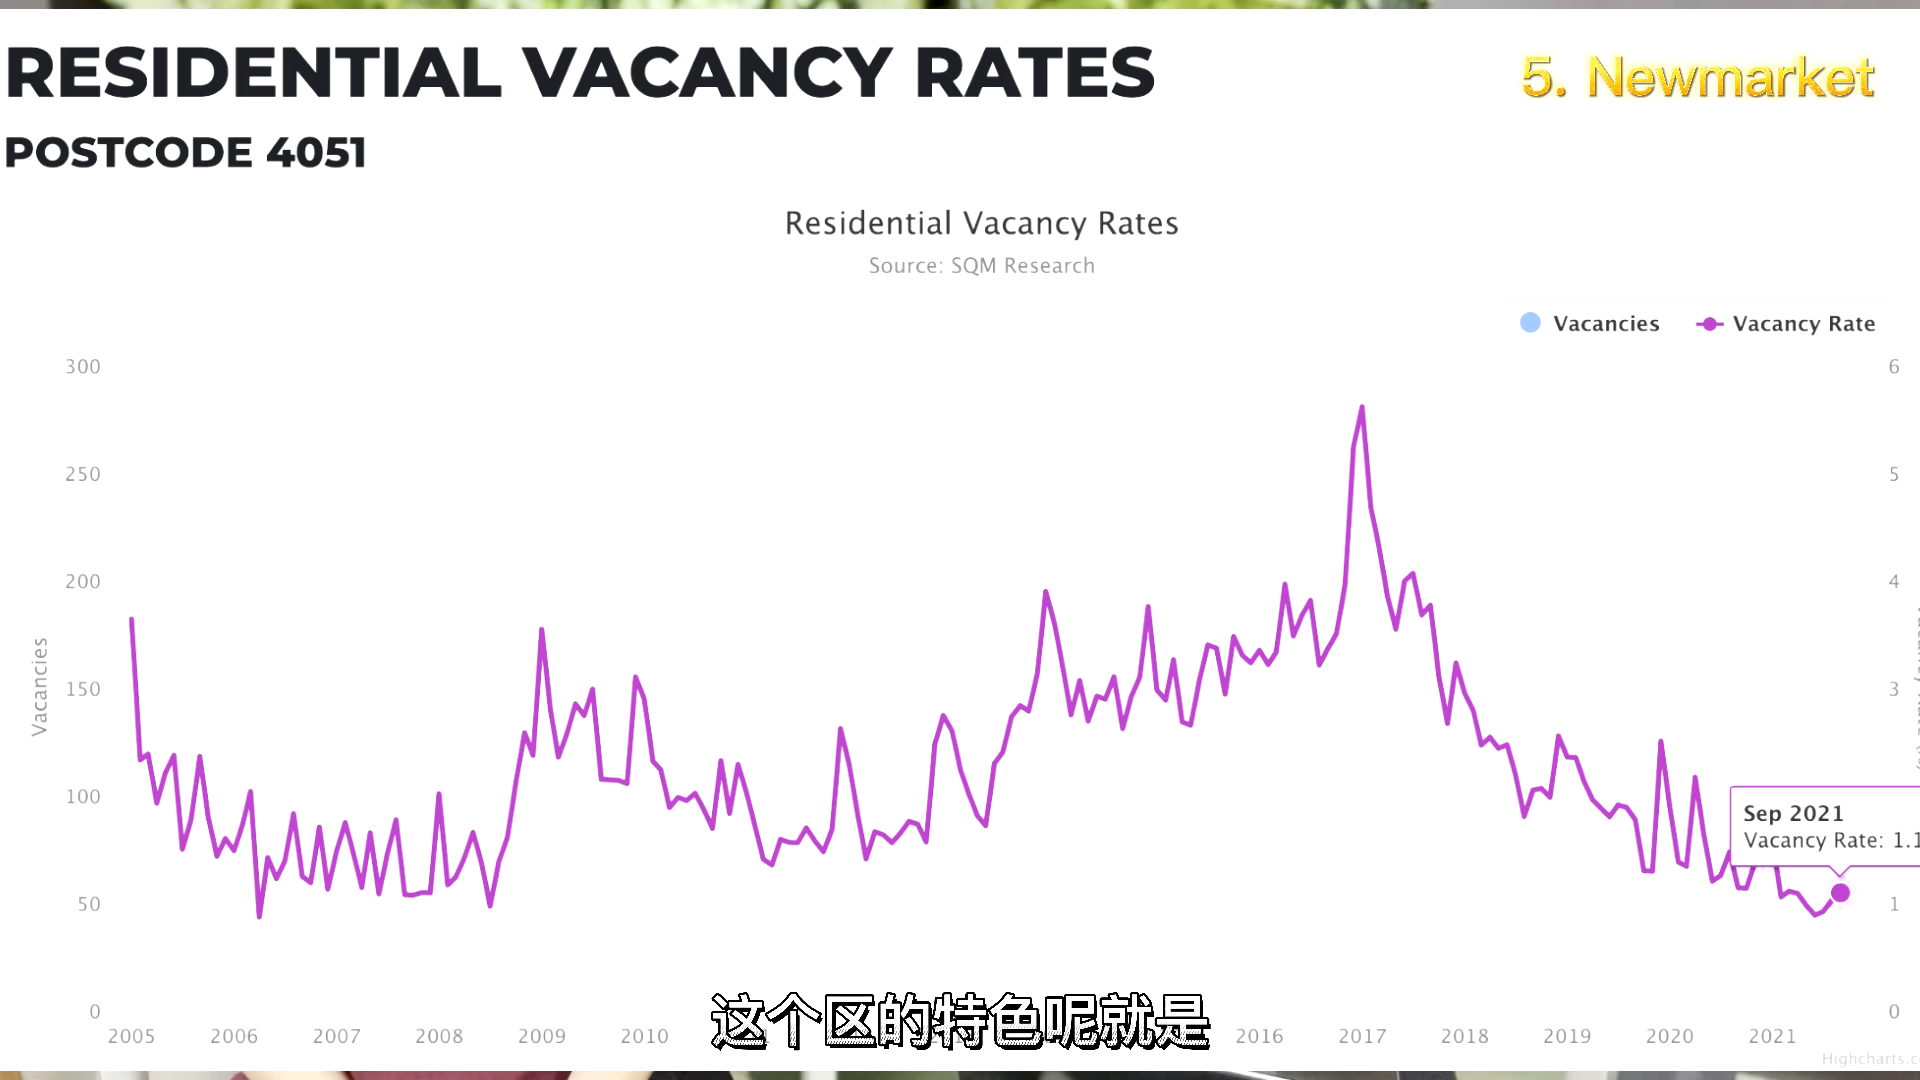 RESIDENTIAL VACANCY RATES
5. Newmarket
POSTCODE 4051
Residential Vacancy Rates
Source: SQM Research
Vacancies
Vacancy Rate
300
250
200
150
100
50
0
Vacancies
6
5
4
3
1
0
Sep 2021
Vacancy Rate: 1.1
2005 2006 2007 2008 2009 2010 2016 2017 2018 2019 2020 2021
这个区的特色呢就是
Highcharts.c